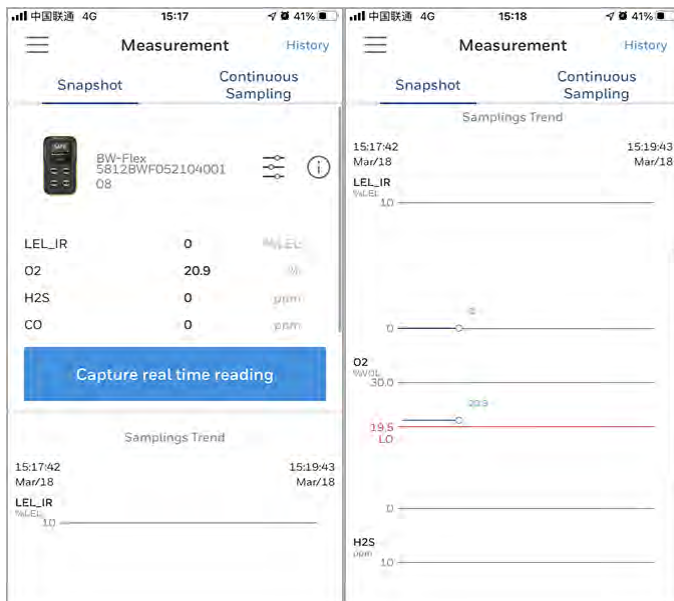 中国联通 4G 15:17 41%
Measurement
History
Snapshot
Continuous
Sampling
SAFE
BW-Flex
5812BWF052104001
08
LEL_IR 0 %LEL
O2 20.9 %
H2S 0 ppm
CO 0 ppm
Capture real time reading
Samplings Trend
15:17:42 15:19:43
Mar/18 Mar/18
LEL_IR
%LEL
10
中国联通 4G 15:18 41%
Measurement
History
Snapshot
Continuous
Sampling
Samplings Trend
15:17:42 15:19:43
Mar/18 Mar/18
LEL_IR
%LEL
10
0
0
O2
%VOL
30.0
20.9
19.5
LO
0
H2S
ppm
10